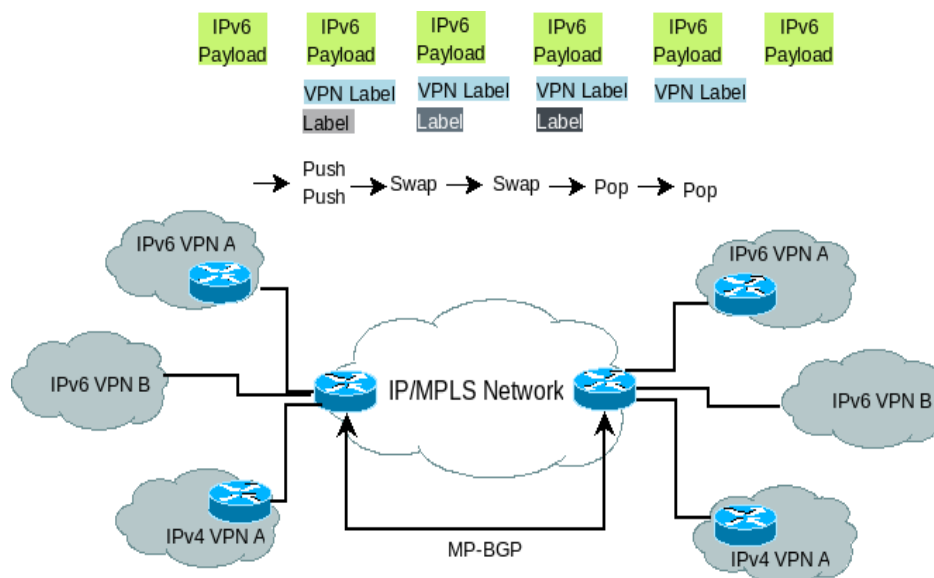 IPv6 IPv6 IPv6 IPv6 IPv6 IPv6
Payload Payload Payload Payload Payload Payload
VPN Label VPN Label VPN Label VPN Label
Label Label Label
Push
Push Swap Swap Pop Pop
IPv6 VPN A IPv6 VPN A
IPv6 VPN B IP/MPLS Network IPv6 VPN B
IPv4 VPN A IPv4 VPN A
MP-BGP